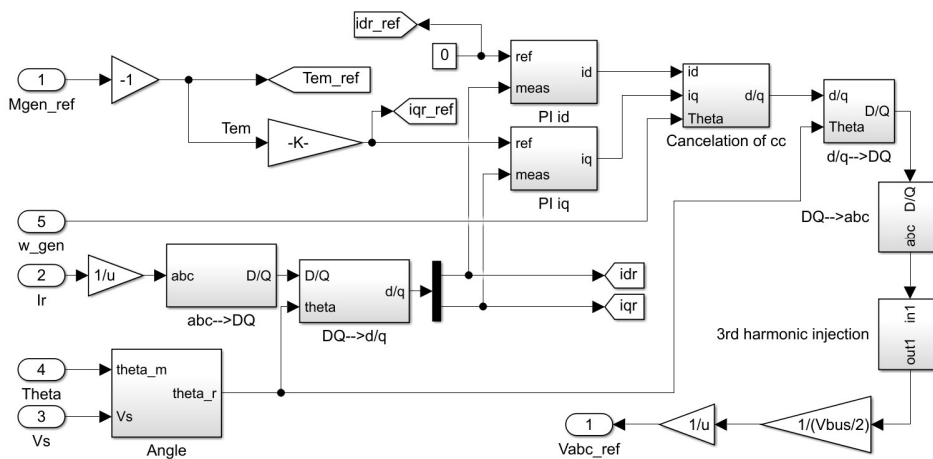 idr_ref
0
ref
meas
id
PI id
1
Mgen_ref
-1
Tem_ref
iqr_ref
Tem
-K-
ref
meas
iq
PI iq
id
iq
Theta
d/q
Cancelation of cc
d/q
Theta
D/Q
d/q-->DQ
D/Q
abc
DQ-->abc
5
w_gen
2
Ir
1/u
abc
D/Q
abc-->DQ
D/Q
theta
d/q
DQ-->d/q
idr
iqr
in1
out1
3rd harmonic injection
4
Theta
3
Vs
theta_m
Vs
theta_r
Angle
1
Vabc_ref
1/u
1/(Vbus/2)